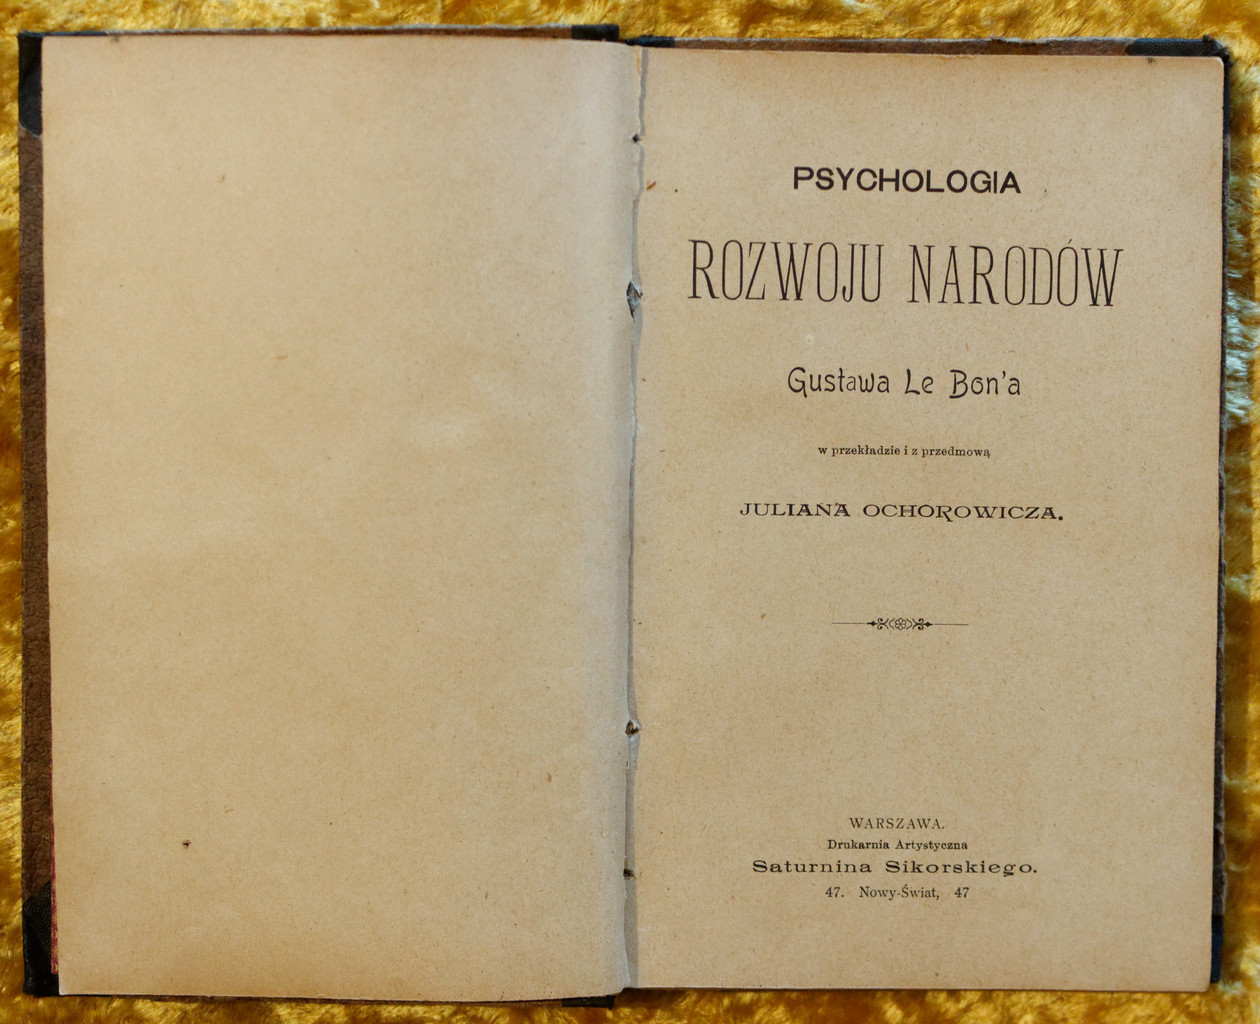 PSYCHOLOGIA
ROZWOJU NARODÓW
Gustawa Le Bon'a
w przekładzie i z przedmową
JULIANA OCHOROWICZA.
WARSZAWA.
Drukarnia Artystyczna
Saturnina Sikorskiego.
47. Nowy-Świat, 47